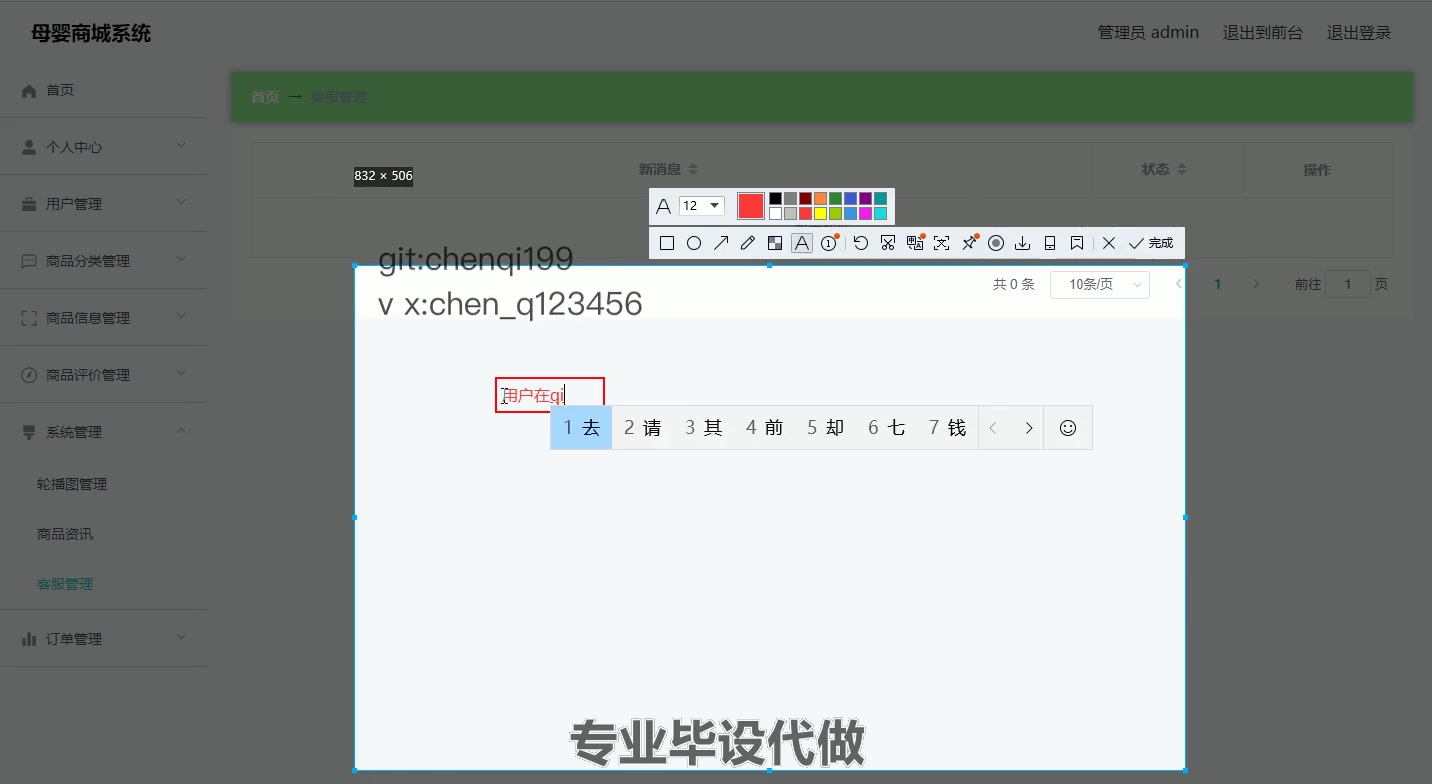 母婴商城系统
管理员 admin 退出到前台 退出登录
首页
个人中心
用户管理
商品分类管理
商品信息管理
商品评价管理
系统管理
轮播图管理
商品资讯
客服管理
订单管理
首页 → 客服管理
新消息 状态 操作
832 × 506
A 12
A 1 完成
git:chenqi199
v x:chen_q123456
共 0 条 10条/页 1 前往 1 页
用户在qi
1 去 2 请 3 其 4 前 5 却 6 七 7 钱
专业毕设代做